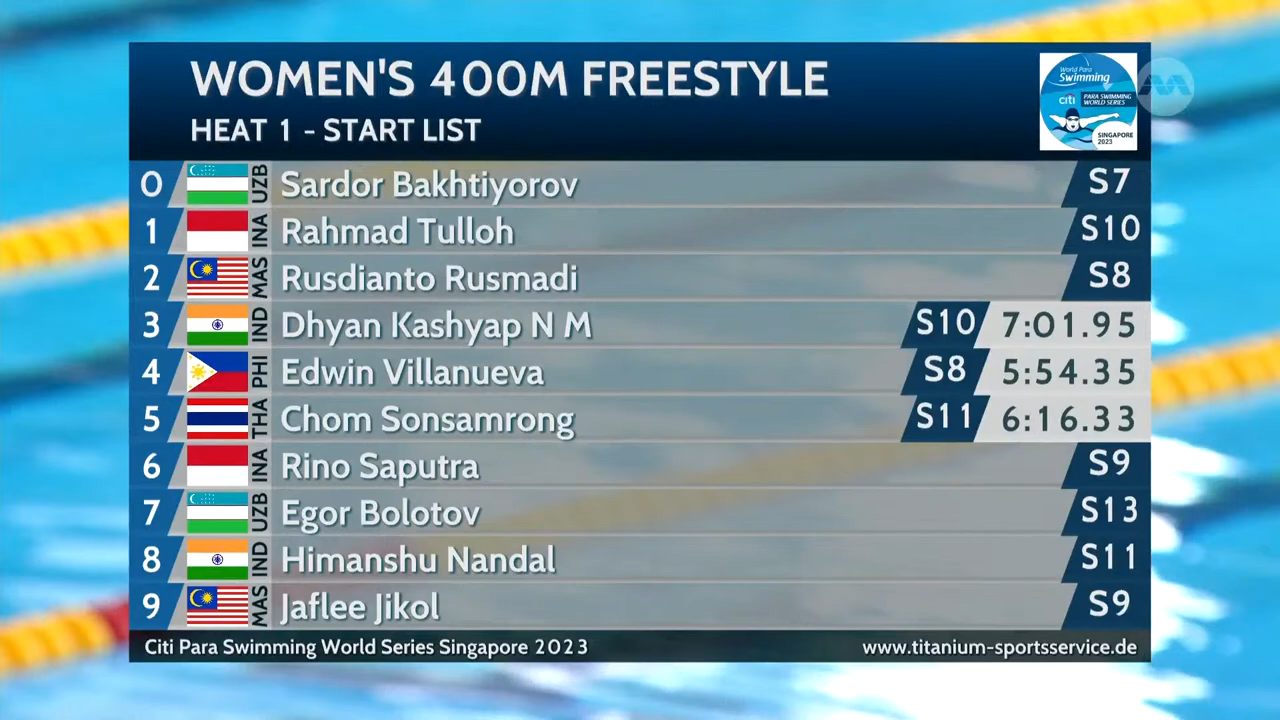 WOMEN'S 400M FREESTYLE
HEAT 1 - START LIST
World Para
Swimming
citi PARA SWIMMING
WORLD SERIES
SINGAPORE
2023
0 UZB Sardor Bakhtiyorov S7
1 INA Rahmad Tulloh S10
2 MAS Rusdianto Rusmadi S8
3 IND Dhyan Kashyap N M S10 7:01.95
4 PHI Edwin Villanueva S8 5:54.35
5 THA Chom Sonsamrong S11 6:16.33
6 INA Rino Saputra S9
7 UZB Egor Bolotov S13
8 IND Himanshu Nandal S11
9 MAS Jaflee Jikol S9
Citi Para Swimming World Series Singapore 2023 www.titanium-sportsservice.de